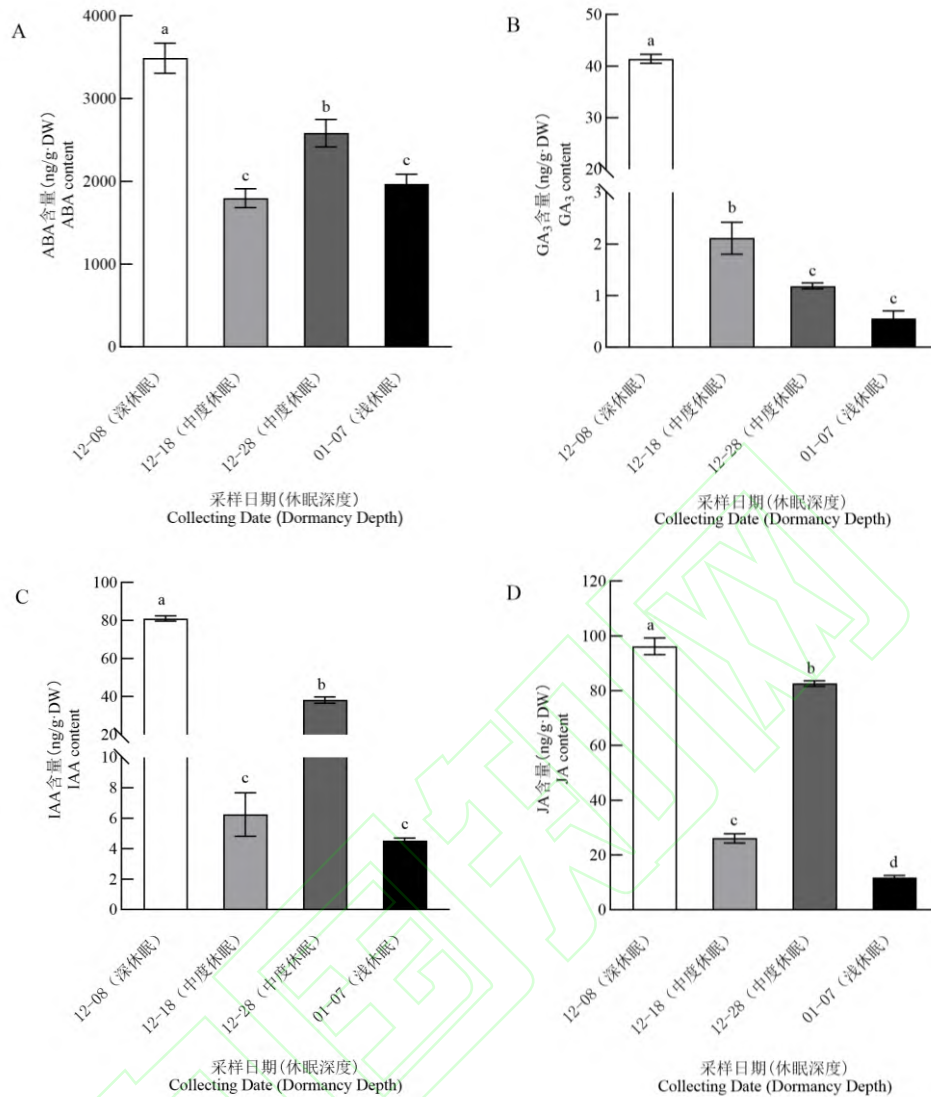 A
4000
3000
2000
1000
0
ABA含量(ng/g·DW)
ABA content
a
c
b
c
12-08（深休眠）
12-18（中度休眠）
12-28（中度休眠）
01-07（浅休眠）
采样日期(休眠深度)
Collecting Date (Dormancy Depth)
B
50
40
30
20
3
2
1
0
GA₃含量(ng/g·DW)
GA₃ content
a
b
c
c
12-08（深休眠）
12-18（中度休眠）
12-28（中度休眠）
01-07（浅休眠）
采样日期(休眠深度)
Collecting Date (Dormancy Depth)
C
100
80
60
40
20
10
8
6
4
2
0
IAA含量(ng/g·DW)
IAA content
a
c
b
c
12-08（深休眠）
12-18（中度休眠）
12-28（中度休眠）
01-07（浅休眠）
采样日期(休眠深度)
Collecting Date (Dormancy Depth)
D
120
100
80
60
40
20
0
JA含量(ng/g·DW)
JA content
a
c
b
d
12-08（深休眠）
12-18（中度休眠）
12-28（中度休眠）
01-07（浅休眠）
采样日期(休眠深度)
Collecting Date (Dormancy Depth)